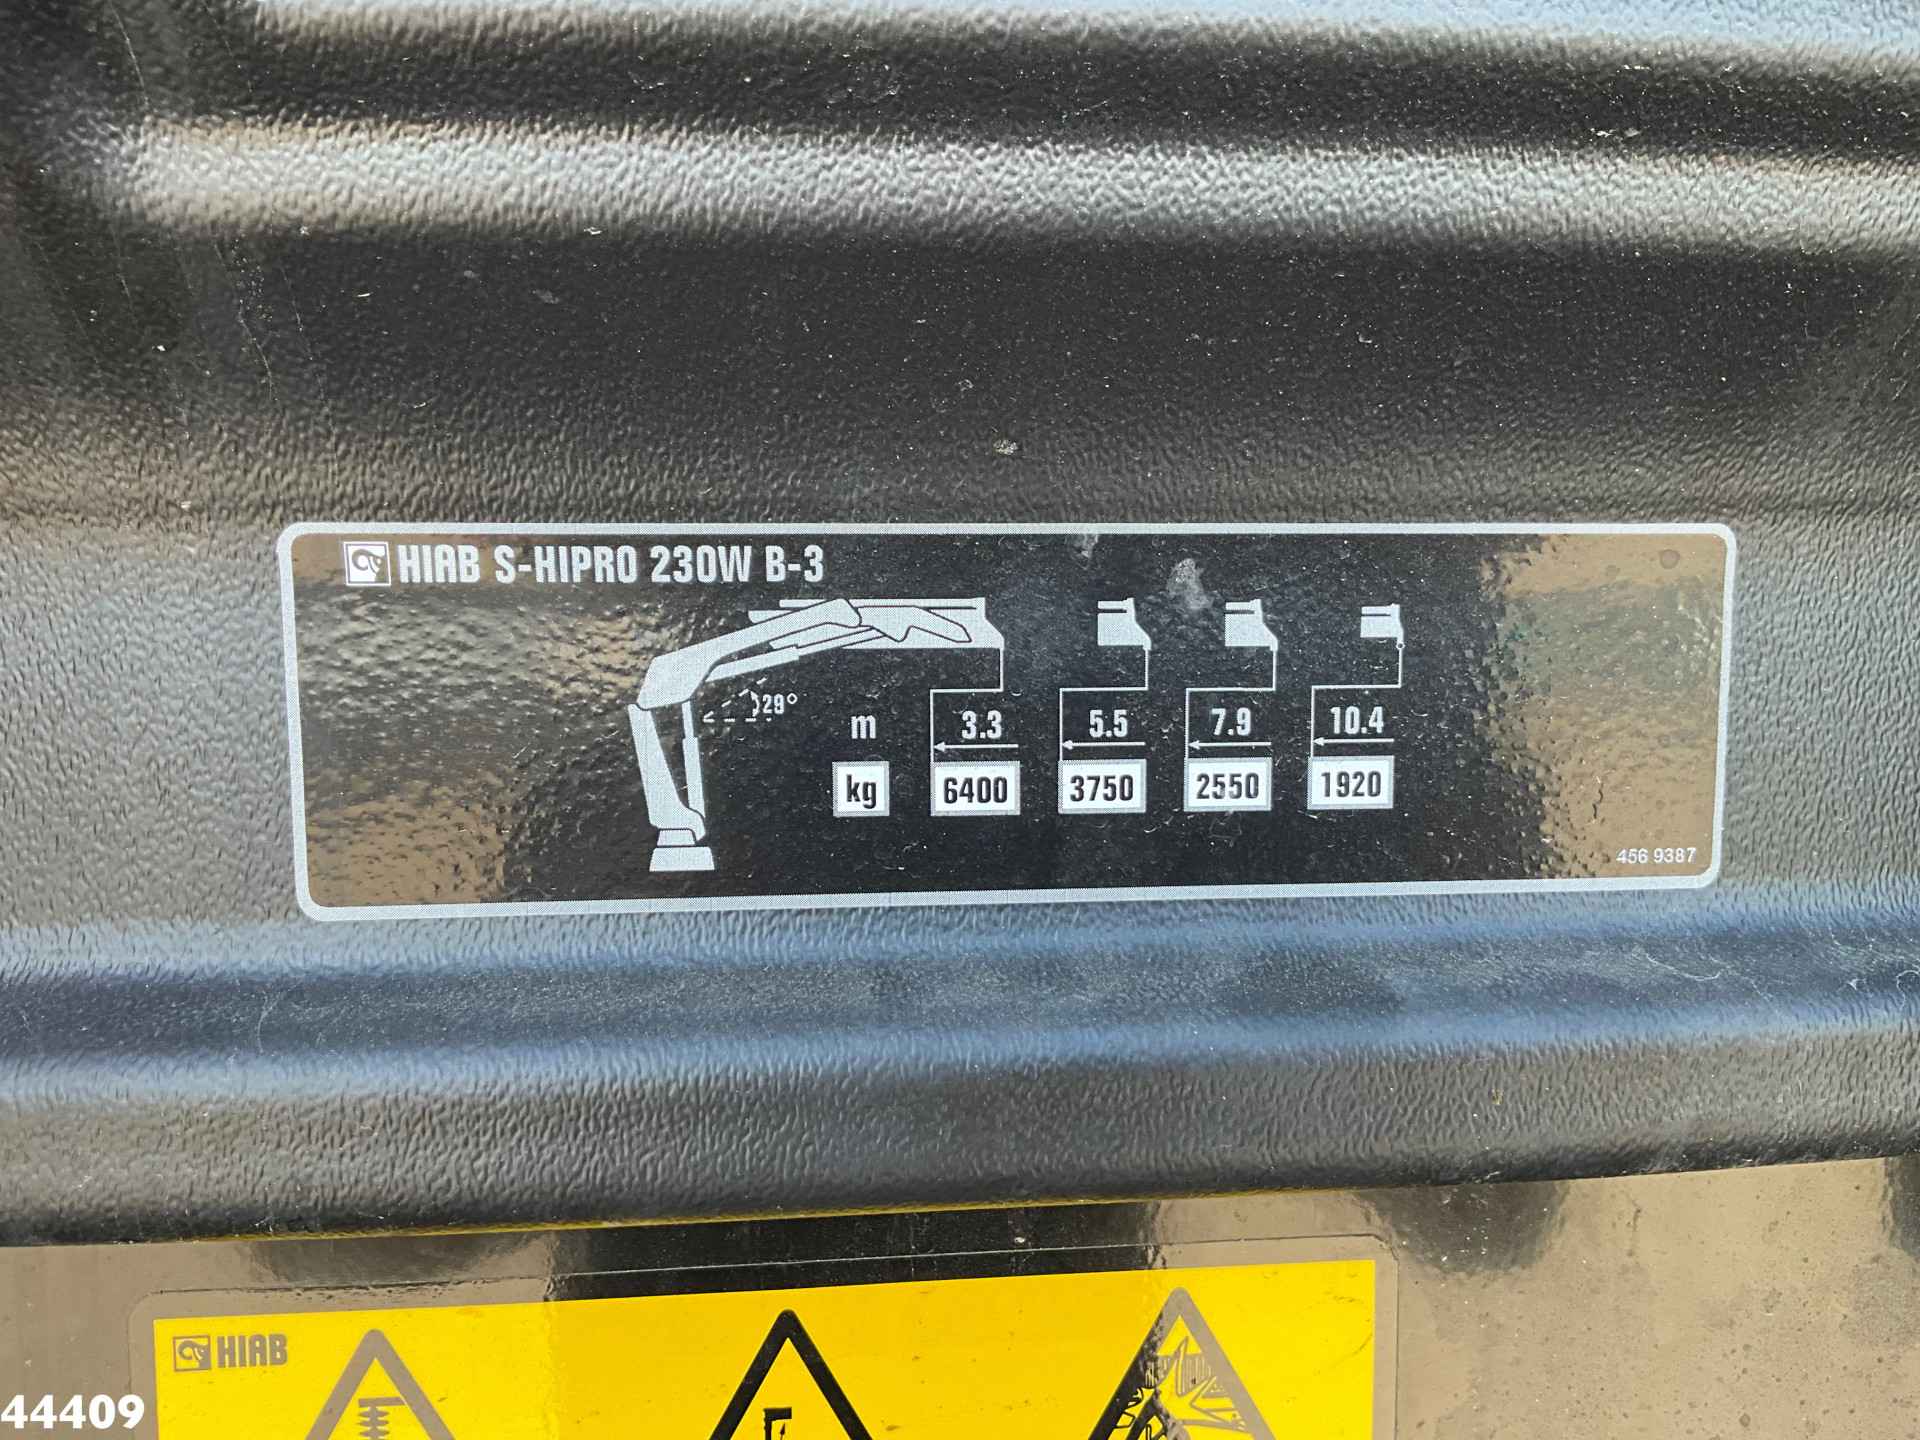 HIAB S-HIPRO 230W B-3
29°
m 3.3 5.5 7.9 10.4
kg 6400 3750 2550 1920
456 9387
HIAB
44409